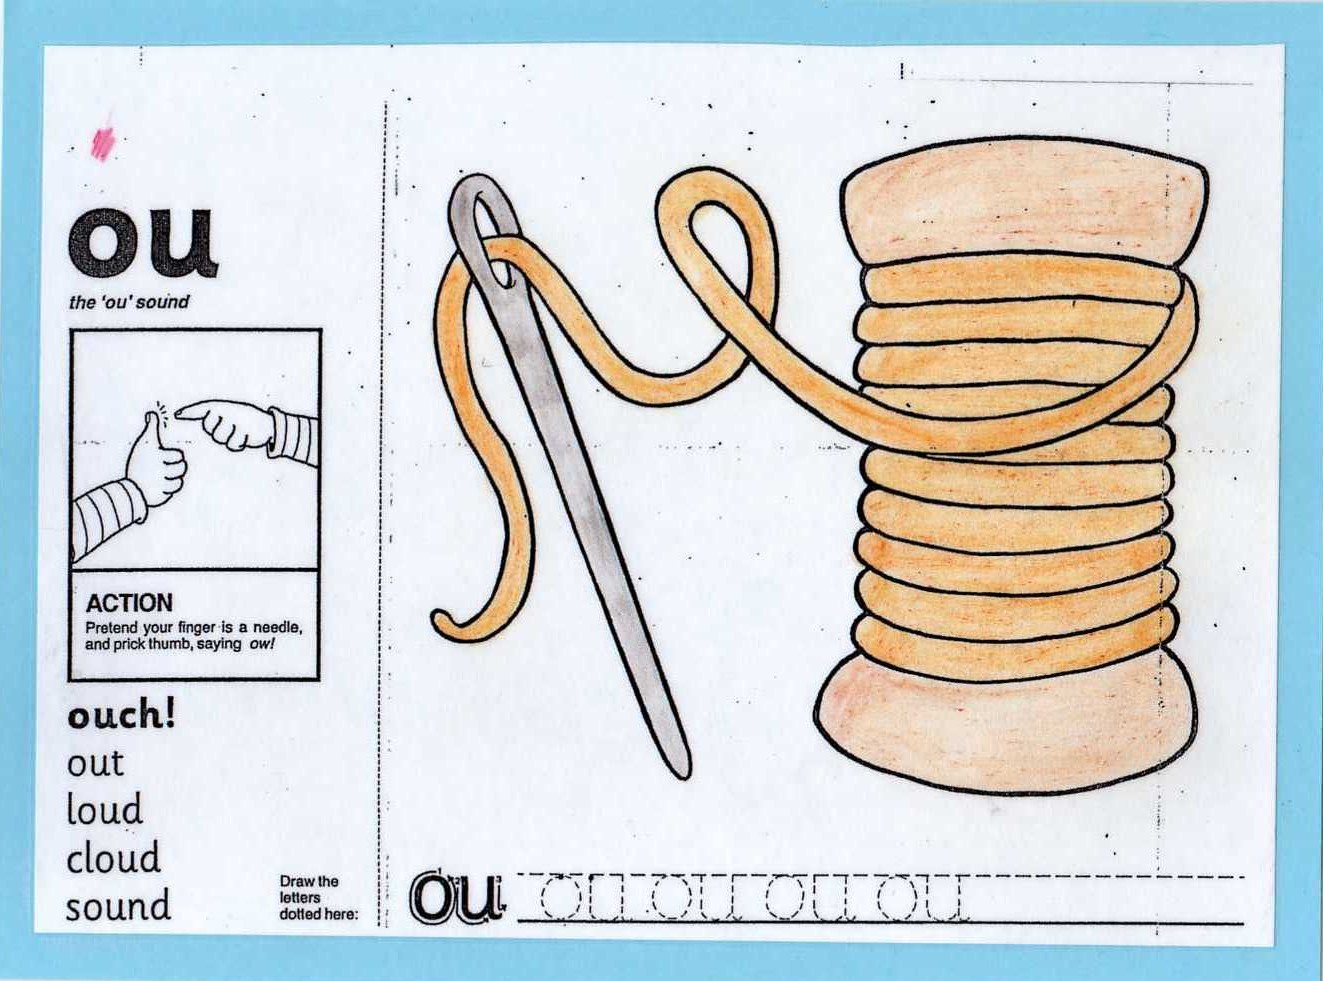 ou
the 'ou' sound
ACTION
Pretend your finger is a needle,
and prick thumb, saying ow!
ouch!
out
loud
cloud
sound
Draw the
letters
dotted here:
ou ou ou ou ou